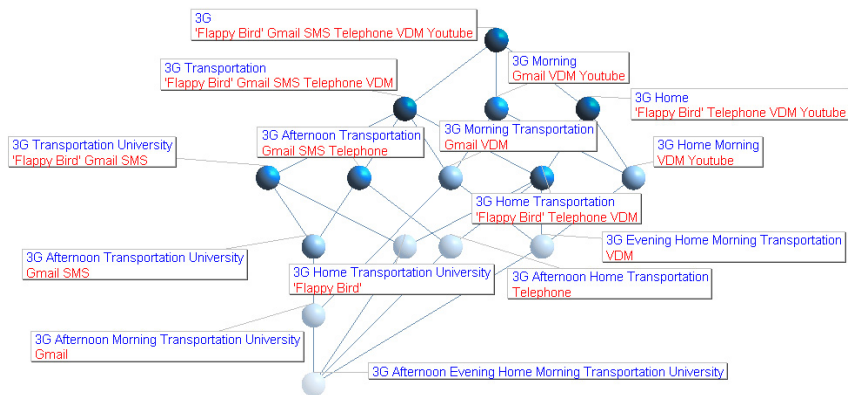 3G
'Flappy Bird' Gmail SMS Telephone VDM Youtube
3G Morning
Gmail VDM Youtube
3G Transportation
'Flappy Bird' Gmail SMS Telephone VDM
3G Home
'Flappy Bird' Telephone VDM Youtube
3G Afternoon Transportation
Gmail SMS Telephone
3G Morning Transportation
Gmail VDM
3G Transportation University
'Flappy Bird' Gmail SMS
3G Home Morning
VDM Youtube
3G Home Transportation
'Flappy Bird' Telephone VDM
3G Evening Home Morning Transportation
VDM
3G Afternoon Transportation University
Gmail SMS
3G Home Transportation University
'Flappy Bird'
3G Afternoon Home Transportation
Telephone
3G Afternoon Morning Transportation University
Gmail
3G Afternoon Evening Home Morning Transportation University